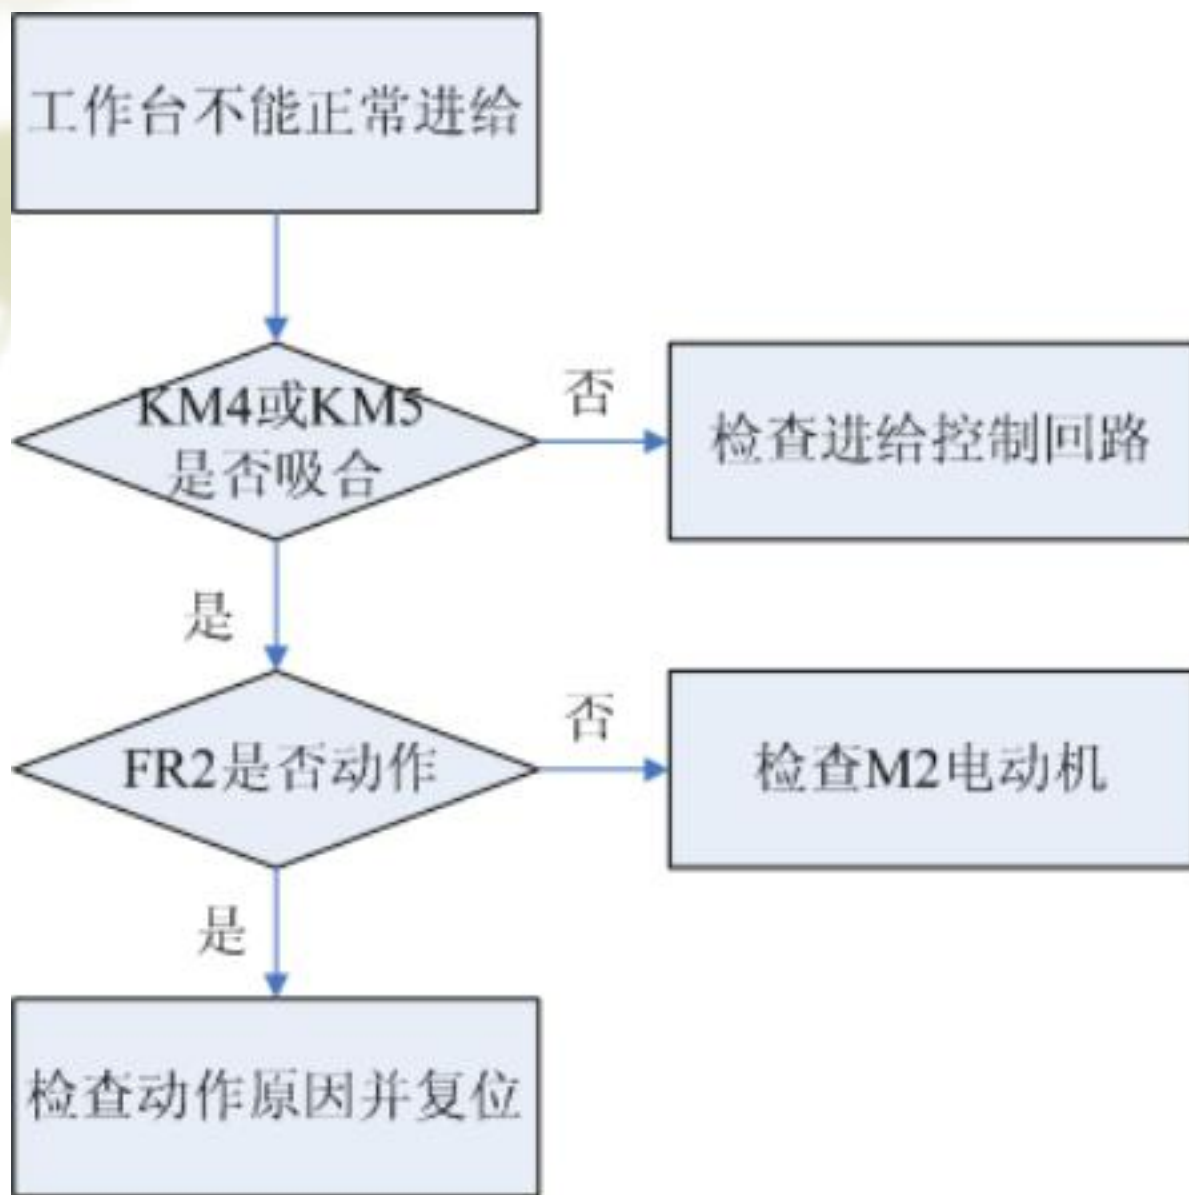 工作台不能正常进给
KM4或KM5
是否吸合
否
检查进给控制回路
是
FR2是否动作
否
检查M2电动机
是
检查动作原因并复位